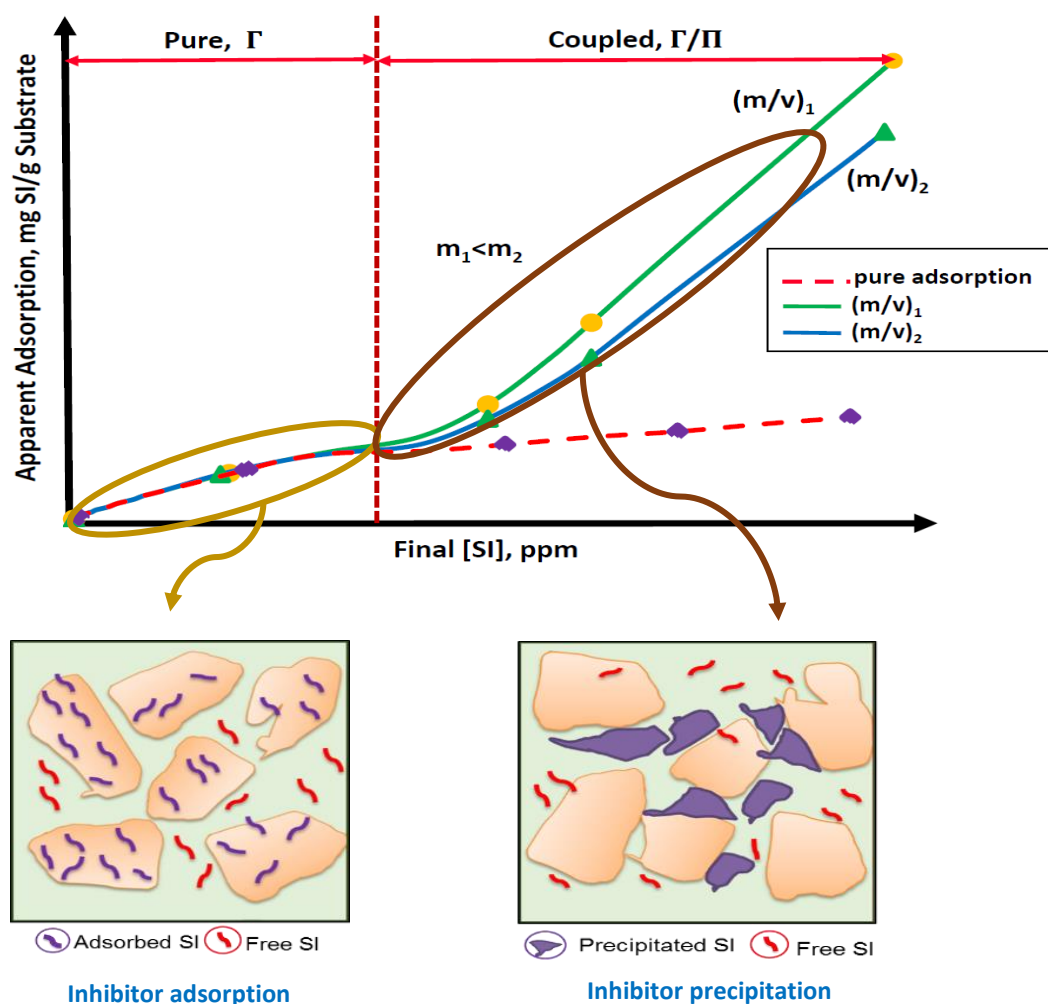 Pure, Γ
Coupled, Γ/Π
(m/v)₁
(m/v)₂
m₁<m₂
pure adsorption
(m/v)₁
(m/v)₂
Apparent Adsorption, mg SI/g Substrate
Final [SI], ppm
Adsorbed SI
Free SI
Precipitated SI
Free SI
Inhibitor adsorption
Inhibitor precipitation